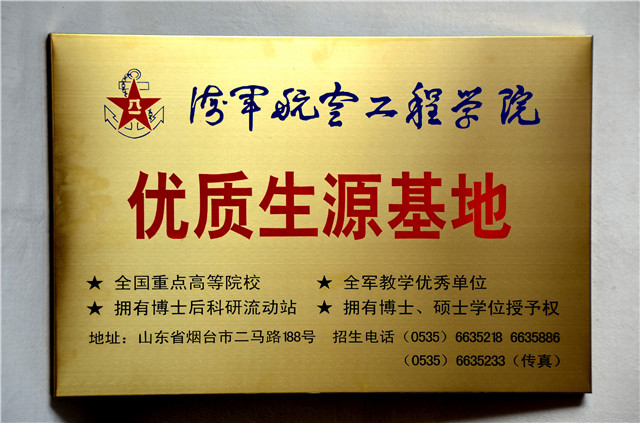 八一
海军航空工程学院
优质生源基地
★ 全国重点高等院校 ★ 全军教学优秀单位
★ 拥有博士后科研流动站 ★ 拥有博士、硕士学位授予权
地址：山东省烟台市二马路188号 招生电话（0535）6635218 6635886
（0535）6635233（传真）